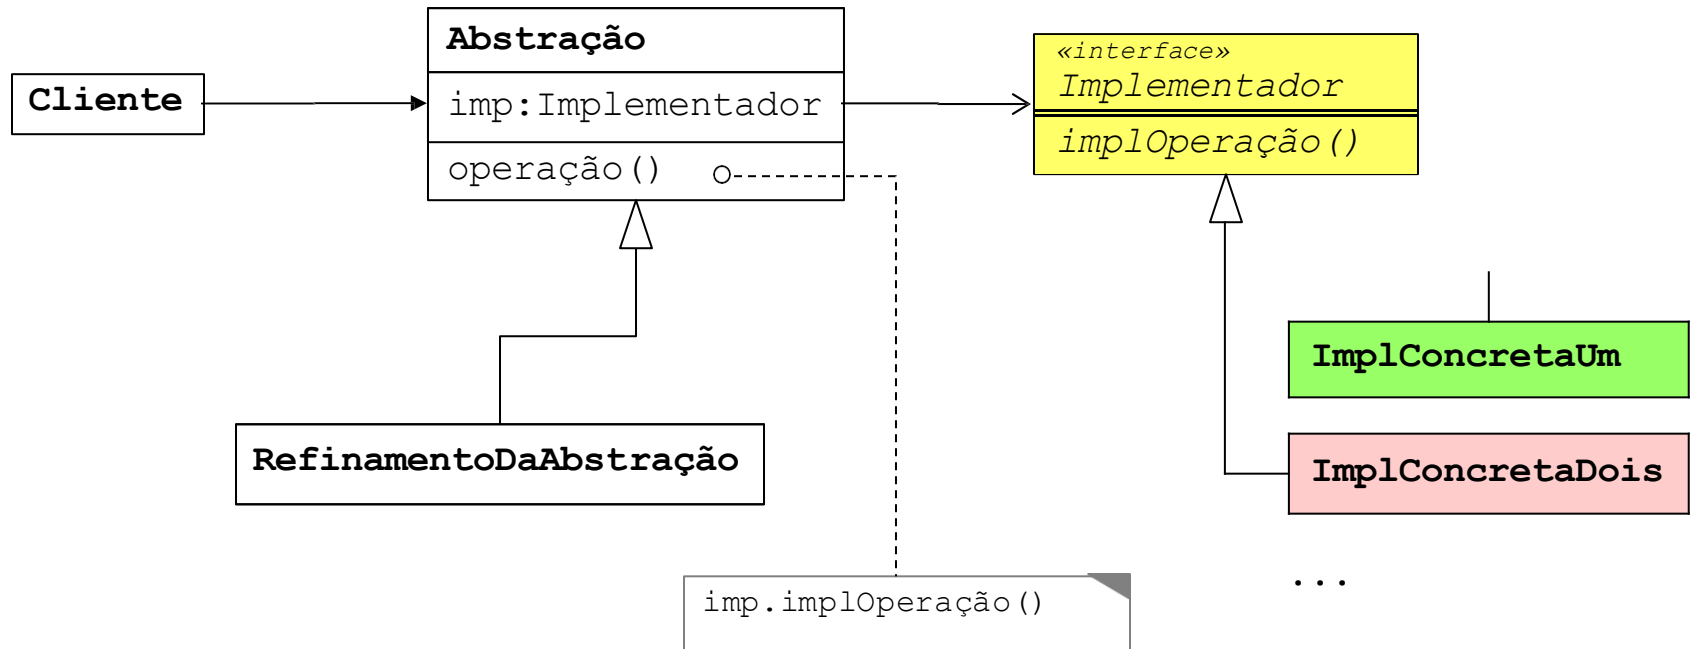 Cliente
Abstração
imp:Implementador
operação()
«interface»
Implementador
implOperação()
RefinamentoDaAbstração
ImplConcretaUm
ImplConcretaDois
...
imp.implOperação()